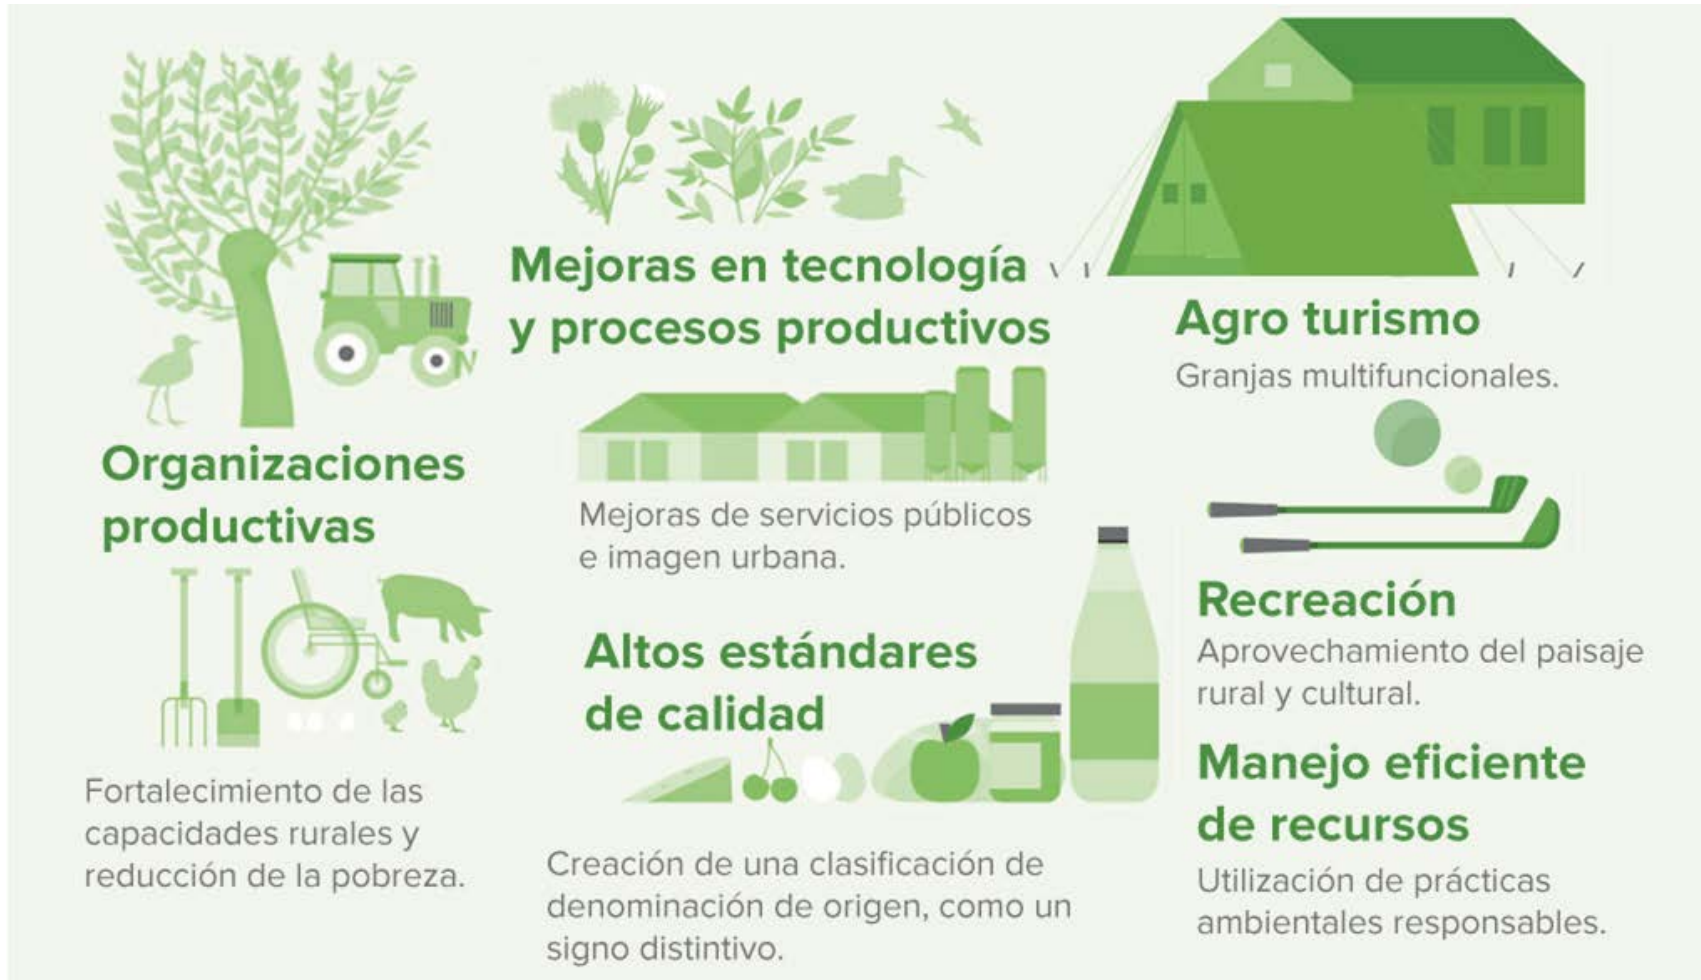 Organizaciones
productivas
Fortalecimiento de las
capacidades rurales y
reducción de la pobreza.
Mejoras en tecnología
y procesos productivos
Mejoras de servicios públicos
e imagen urbana.
Altos estándares
de calidad
Creación de una clasificación de
denominación de origen, como un
signo distintivo.
Agro turismo
Granjas multifuncionales.
Recreación
Aprovechamiento del paisaje
rural y cultural.
Manejo eficiente
de recursos
Utilización de prácticas
ambientales responsables.